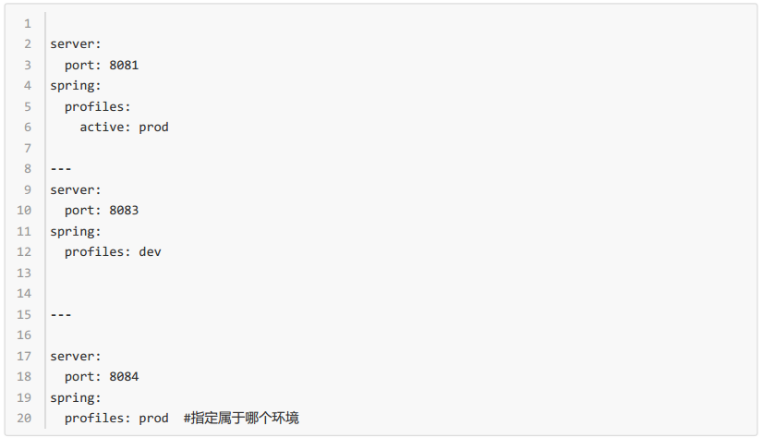 1
2 server:
3   port: 8081
4 spring:
5   profiles:
6     active: prod
7
8 ---
9 server:
10   port: 8083
11 spring:
12   profiles: dev
13
14
15 ---
16
17 server:
18   port: 8084
19 spring:
20   profiles: prod  #指定属于哪个环境